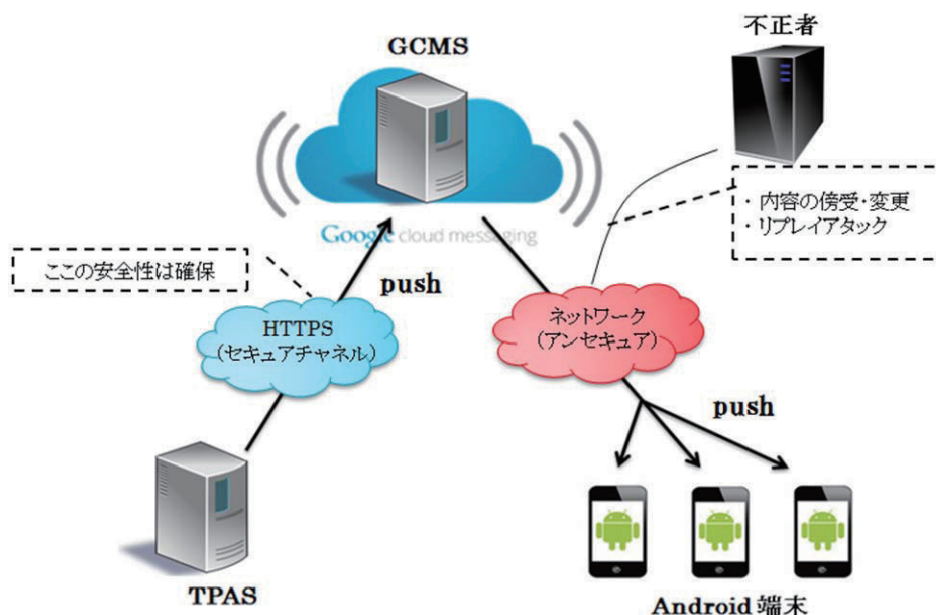 不正者
GCMS
・ 内容の傍受・変更
・ リプレイアタック
Google cloud messaging
ここの安全性は確保
push
HTTPS
（セキュアチャネル）
ネットワーク
（アンセキュア）
push
TPAS
Android 端末